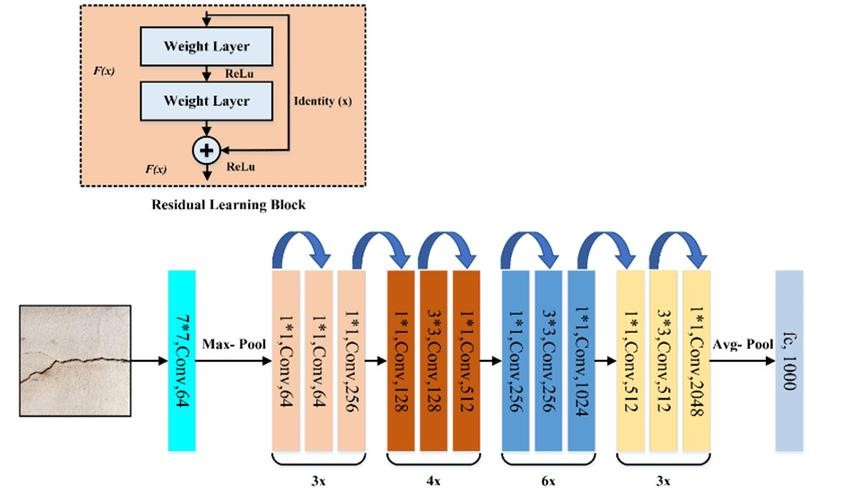 Weight Layer
F(x)
ReLu
Weight Layer
Identity (x)
F(x)
ReLu
Residual Learning Block
7*7,Conv,64
Max- Pool
1*1,Conv,64
1*1,Conv,64
1*1,Conv,256
1*1,Conv,128
3*3,Conv,128
1*1,Conv,512
1*1,Conv,256
3*3,Conv,256
1*1,Conv,1024
1*1,Conv,512
3*3,Conv,512
1*1,Conv,2048
Avg- Pool
fc, 1000
3x
4x
6x
3x